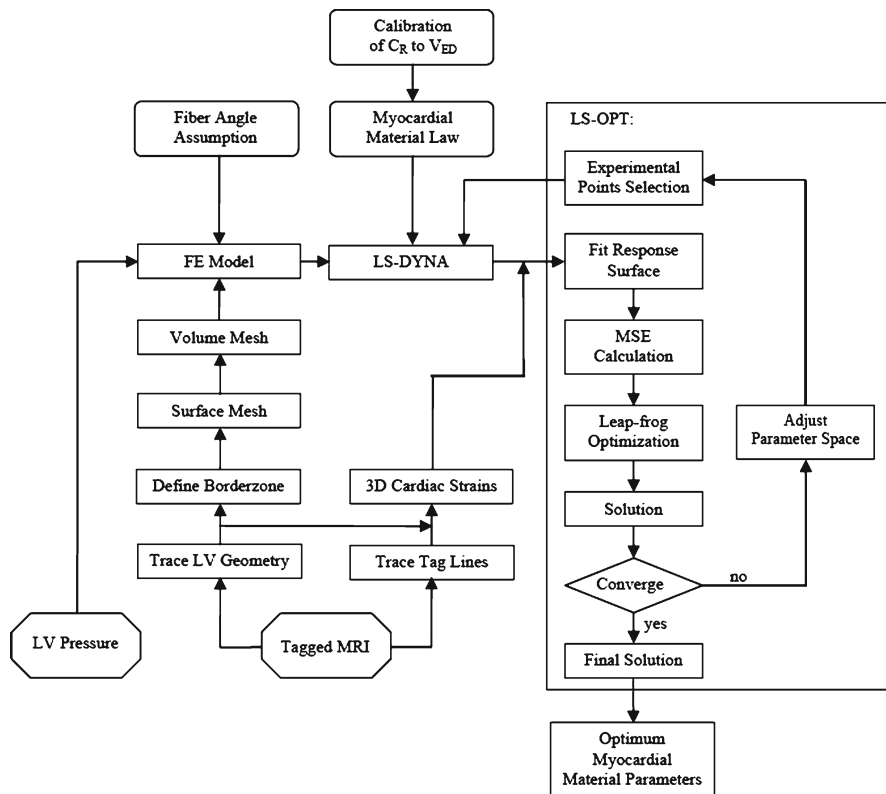 Calibration
of C_R to V_ED
Fiber Angle
Assumption
Myocardial
Material Law
LS-OPT:
Experimental
Points Selection
FE Model
LS-DYNA
Fit Response
Surface
Volume Mesh
MSE
Calculation
Surface Mesh
Leap-frog
Optimization
Adjust
Parameter Space
Define Borderzone
3D Cardiac Strains
Solution
Trace LV Geometry
Trace Tag Lines
Converge
no
yes
LV Pressure
Tagged MRI
Final Solution
Optimum
Myocardial
Material Parameters